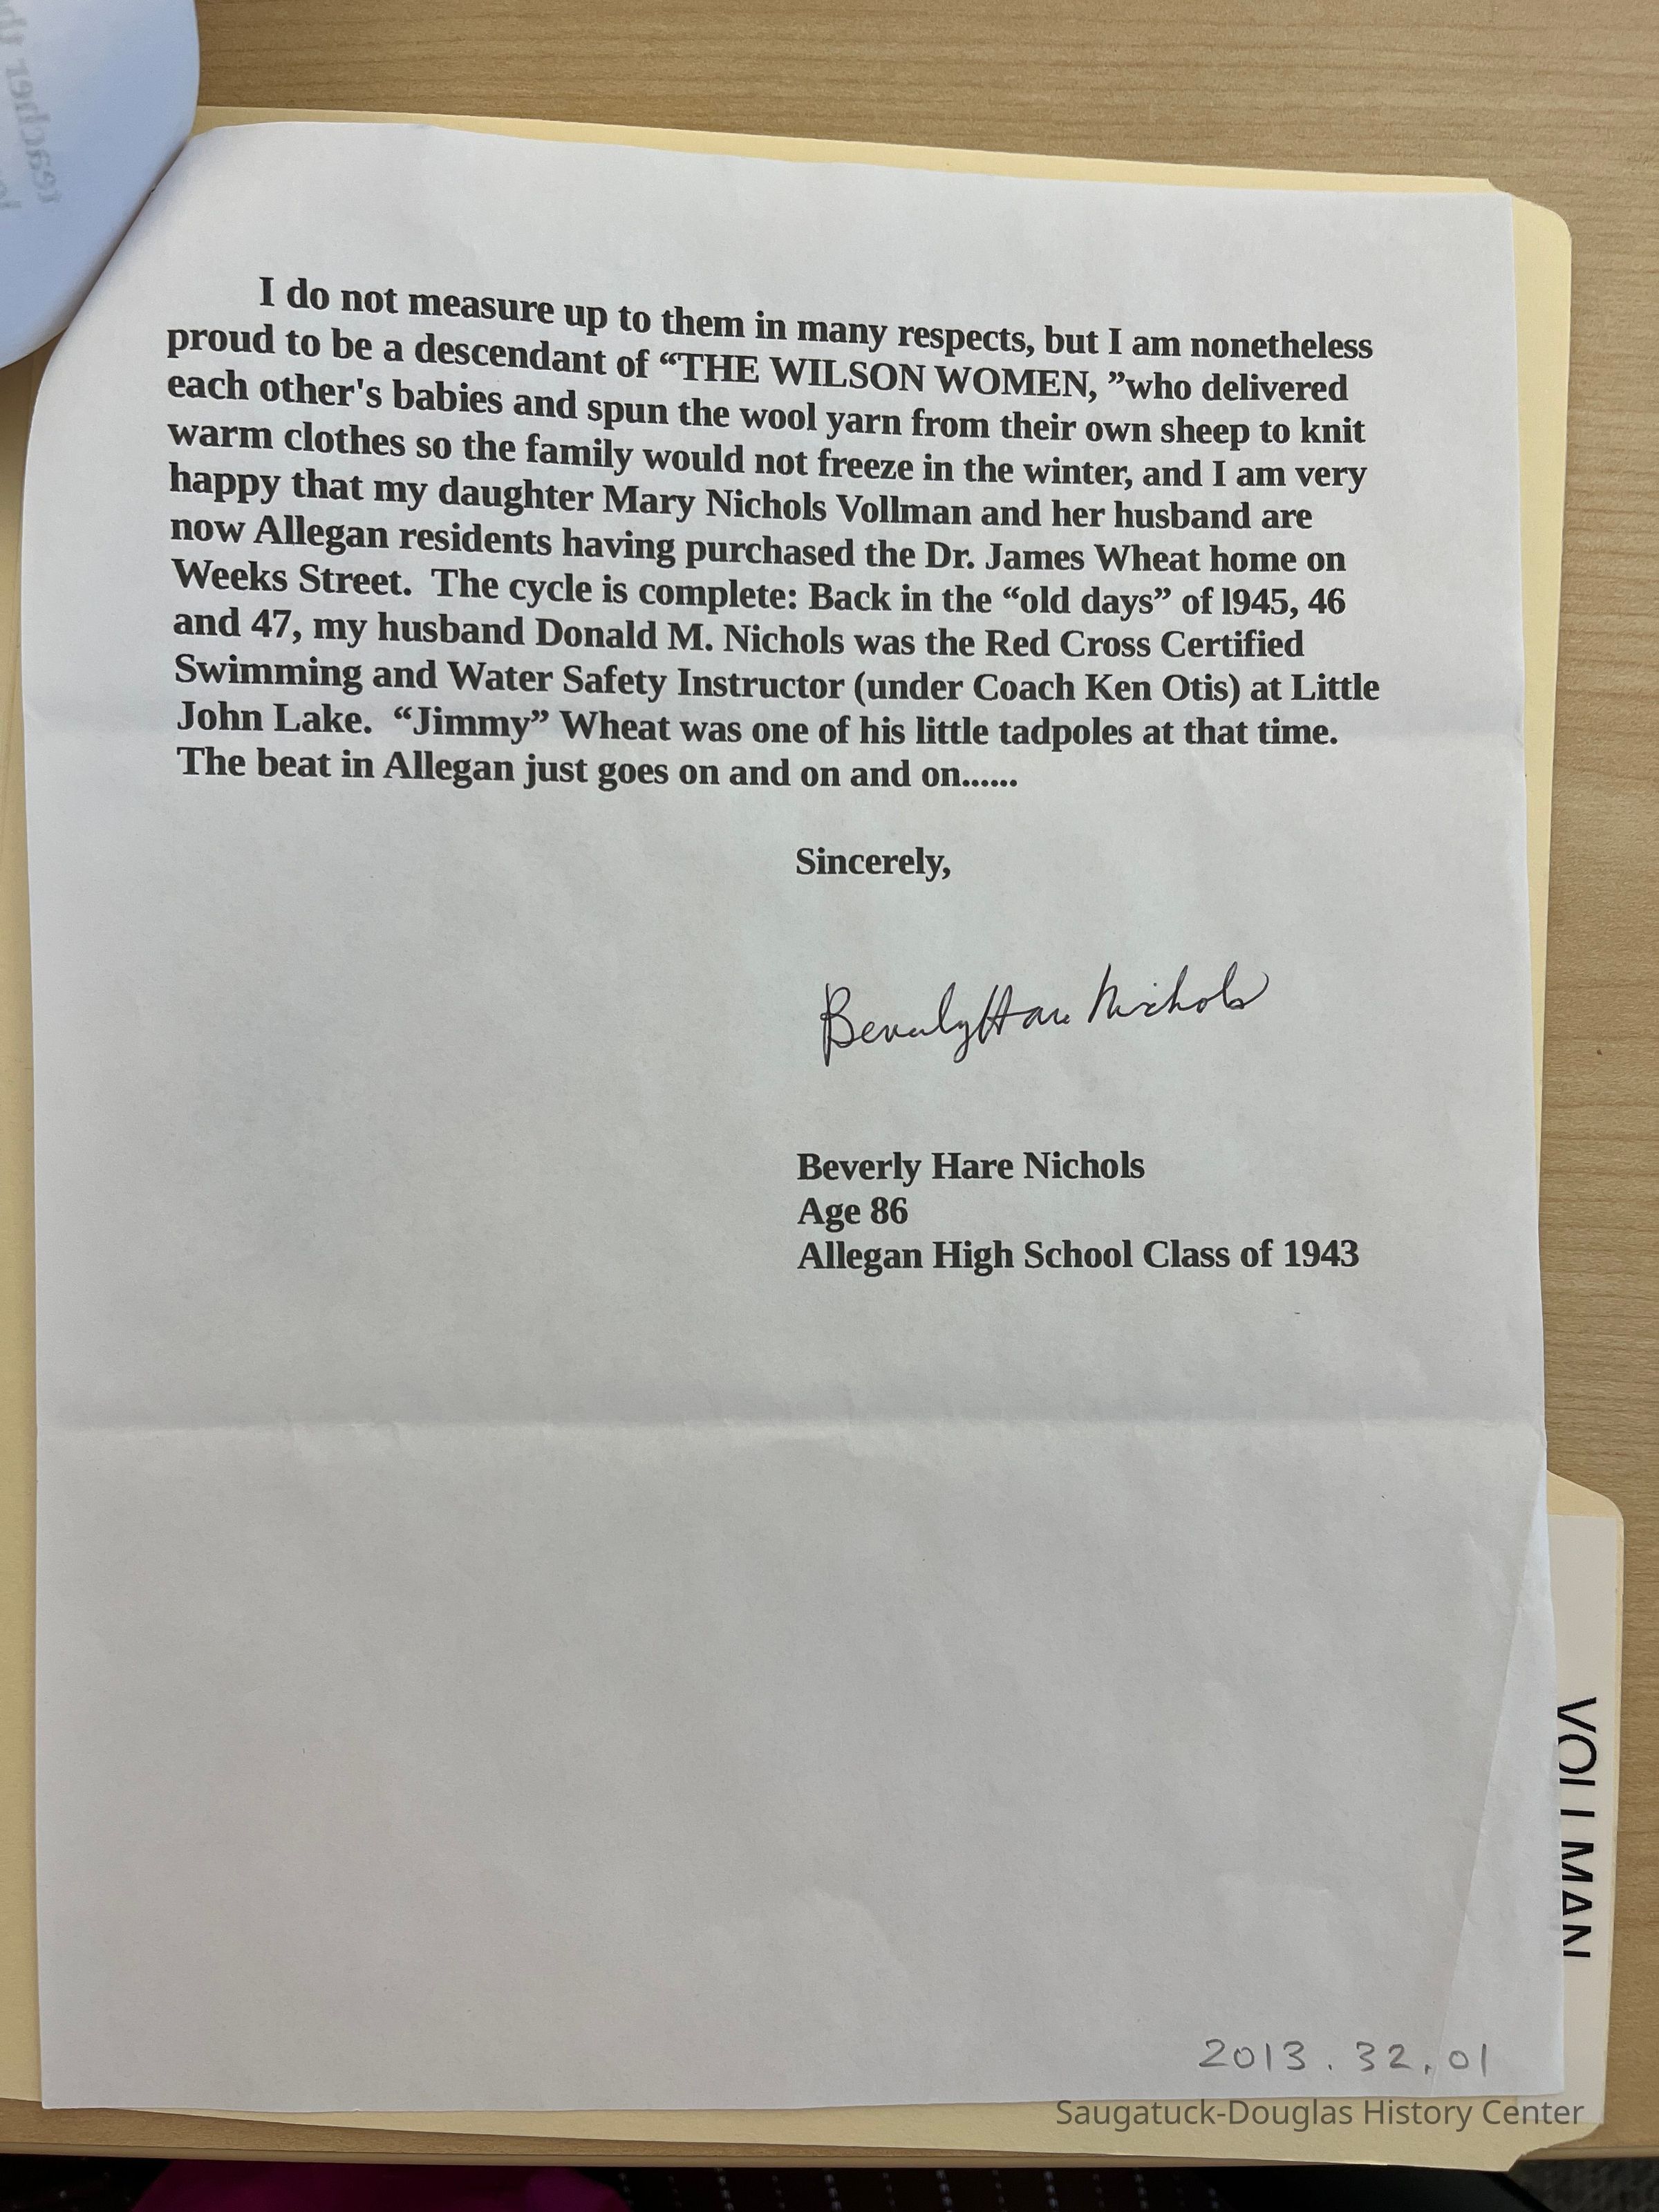 I do not measure up to them in many respects, but I am nonetheless
proud to be a descendant of “THE WILSON WOMEN, ”who delivered
each other's babies and spun the wool yarn from their own sheep to knit
warm clothes so the family would not freeze in the winter, and I am very
happy that my daughter Mary Nichols Vollman and her husband are
now Allegan residents having purchased the Dr. James Wheat home on
Weeks Street.  The cycle is complete: Back in the “old days” of l945, 46
and 47, my husband Donald M. Nichols was the Red Cross Certified
Swimming and Water Safety Instructor (under Coach Ken Otis) at Little
John Lake.  “Jimmy” Wheat was one of his little tadpoles at that time.
The beat in Allegan just goes on and on and on......
Sincerely,
Beverly Hare Nichols
Beverly Hare Nichols
Age 86
Allegan High School Class of 1943
VOLLMAN
2013.32.01
Saugatuck-Douglas History Center